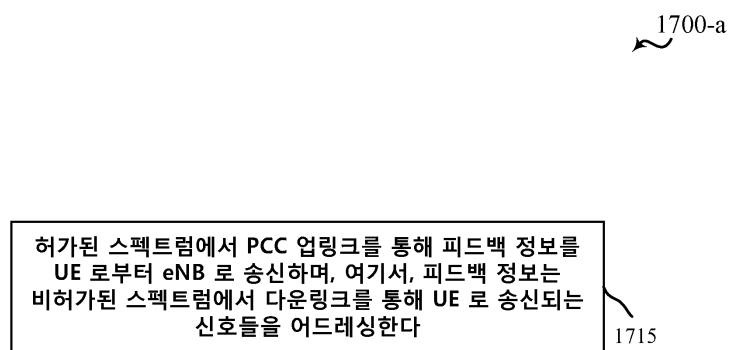 1700-a
허가된 스펙트럼에서 PCC 업링크를 통해 피드백 정보를
UE 로부터 eNB 로 송신하며, 여기서, 피드백 정보는
비허가된 스펙트럼에서 다운링크를 통해 UE 로 송신되는
신호들을 어드레싱한다
1715